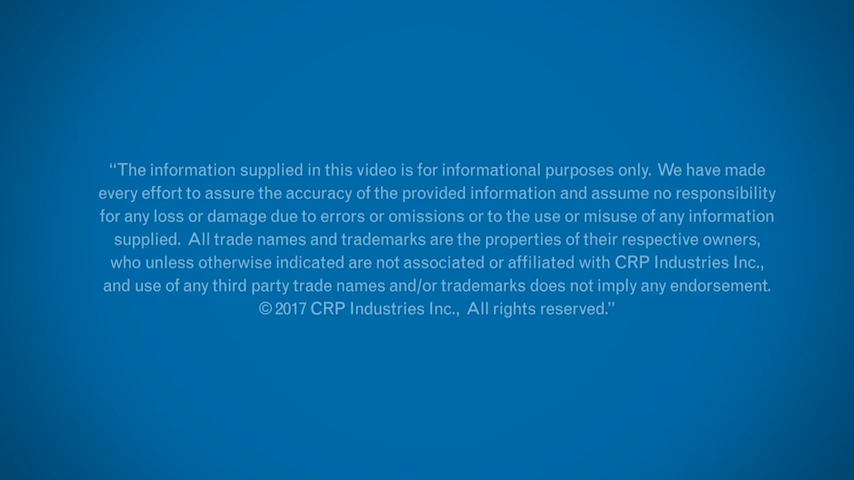 “The information supplied in this video is for informational purposes only.  We have made
every effort to assure the accuracy of the provided information and assume no responsibility
for any loss or damage due to errors or omissions or to the use or misuse of any information
supplied.  All trade names and trademarks are the properties of their respective owners,
who unless otherwise indicated are not associated or affiliated with CRP Industries Inc.,
and use of any third party trade names and/or trademarks does not imply any endorsement.
© 2017 CRP Industries Inc.,  All rights reserved.”